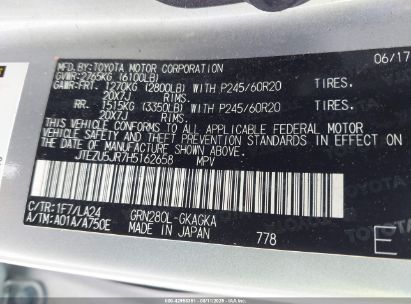 MFD.BY:TOYOTA MOTOR CORPORATION 06/17
GVWR:2765KG (6100LB)
GAWR:FRT. 1270KG (2800LB) WITH P245/60R20 TIRES.
20X7J RIMS.
RR. 1515KG (3350LB) WITH P245/60R20 TIRES.
20X7J RIMS.
THIS VEHICLE CONFORMS TO ALL APPLICABLE FEDERAL MOTOR
VEHICLE SAFETY AND THEFT PREVENTION STANDARDS IN EFFECT ON
THE DATE OF MANUFACTURE SHOWN ABOVE.
JTEZU5JR7H5162658 MPV
C/TR:1F7/LA24 GRN280L-GKAGKA
A/TM:A01A/A750E MADE IN JAPAN 778 E